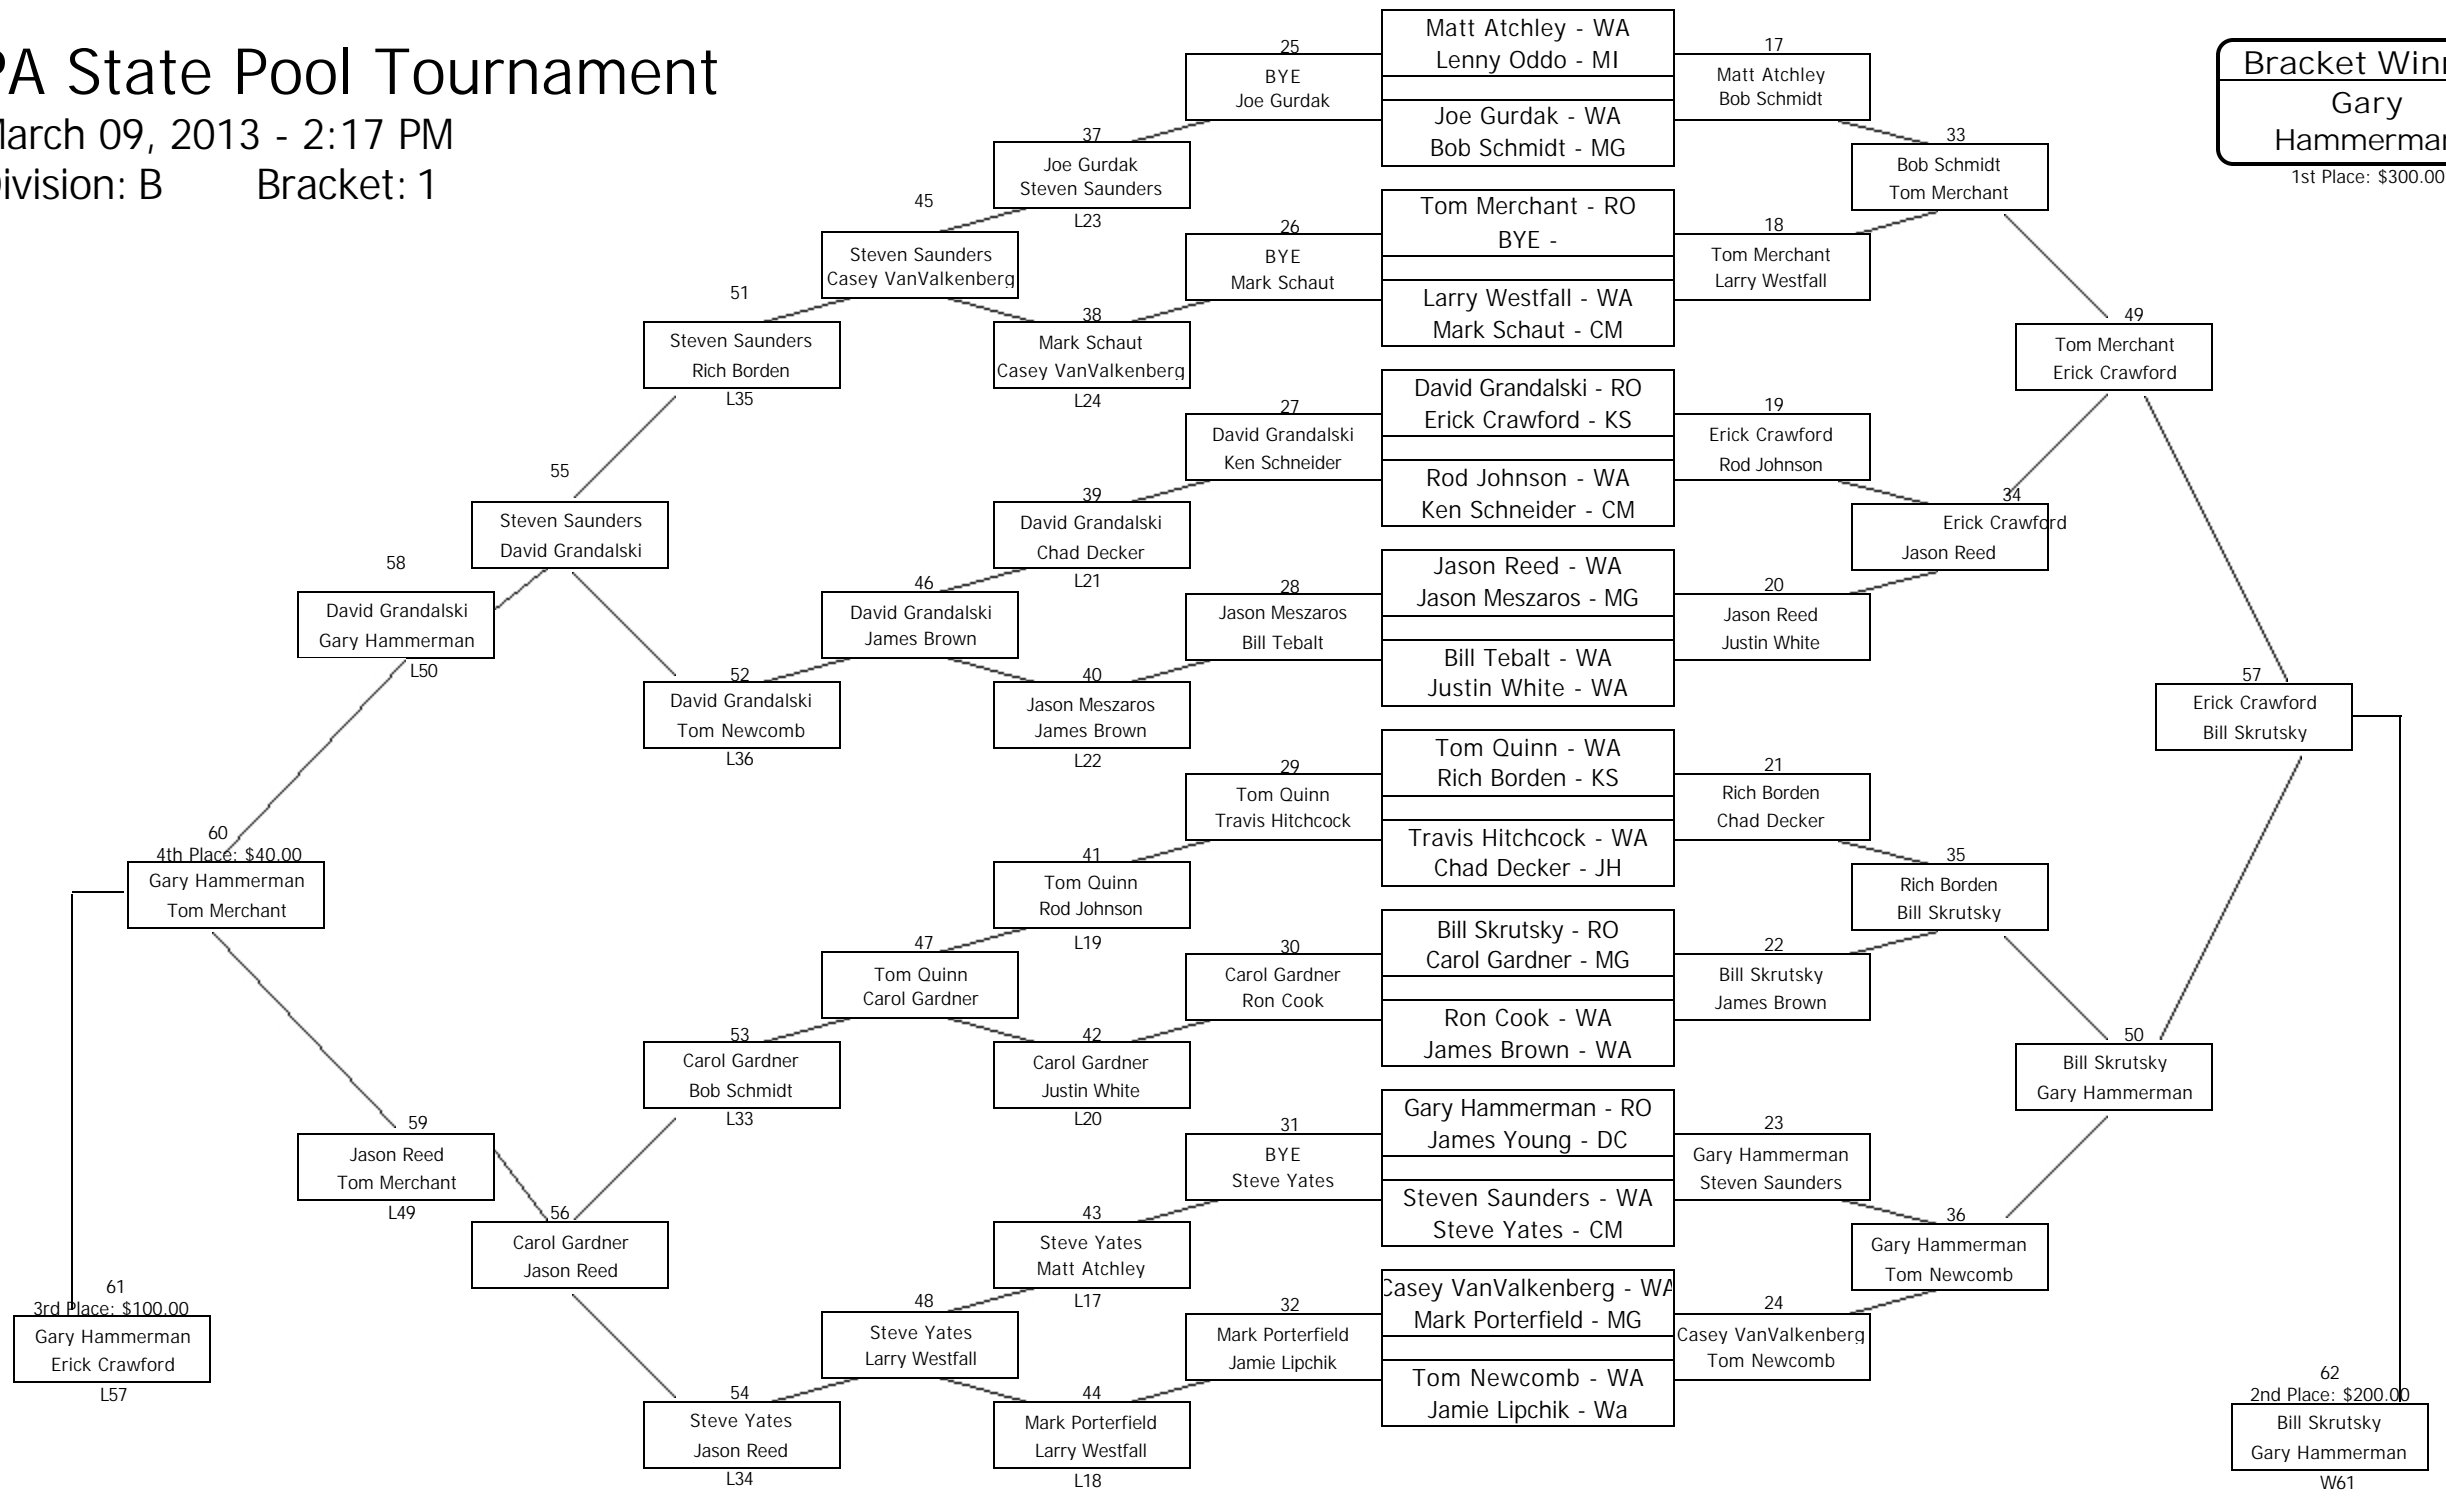 PA State Pool Tournament
March 09, 2013 - 2:17 PM
Division: B Bracket: 1
Bracket Winn
Gary
Hammerman
1st Place: $300.00
Matt Atchley - WA
Lenny Oddo - MI
Joe Gurdak - WA
Bob Schmidt - MG
Tom Merchant - RO
BYE -
Larry Westfall - WA
Mark Schaut - CM
David Grandalski - RO
Erick Crawford - KS
Rod Johnson - WA
Ken Schneider - CM
Jason Reed - WA
Jason Meszaros - MG
Bill Tebalt - WA
Justin White - WA
Tom Quinn - WA
Rich Borden - KS
Travis Hitchcock - WA
Chad Decker - JH
Bill Skrutsky - RO
Carol Gardner - MG
Ron Cook - WA
James Brown - WA
Gary Hammerman - RO
James Young - DC
Steven Saunders - WA
Steve Yates - CM
Casey VanValkenberg - WA
Mark Porterfield - MG
Tom Newcomb - WA
Jamie Lipchik - Wa
17
Matt Atchley
Bob Schmidt
18
Tom Merchant
Larry Westfall
19
Erick Crawford
Rod Johnson
20
Jason Reed
Justin White
21
Rich Borden
Chad Decker
22
Bill Skrutsky
James Brown
23
Gary Hammerman
Steven Saunders
24
Casey VanValkenberg
Tom Newcomb
25
BYE
Joe Gurdak
26
BYE
Mark Schaut
27
David Grandalski
Ken Schneider
28
Jason Meszaros
Bill Tebalt
29
Tom Quinn
Travis Hitchcock
30
Carol Gardner
Ron Cook
31
BYE
Steve Yates
32
Mark Porterfield
Jamie Lipchik
33
Bob Schmidt
Tom Merchant
34
Erick Crawford
Jason Reed
35
Rich Borden
Bill Skrutsky
36
Gary Hammerman
Tom Newcomb
37
Joe Gurdak
Steven Saunders
L23
38
Mark Schaut
Casey VanValkenberg
L24
39
David Grandalski
Chad Decker
L21
40
Jason Meszaros
James Brown
L22
41
Tom Quinn
Rod Johnson
L19
42
Carol Gardner
Justin White
L20
43
Steve Yates
Matt Atchley
L17
44
Mark Porterfield
Larry Westfall
L18
45
Steven Saunders
Casey VanValkenberg
46
David Grandalski
James Brown
47
Tom Quinn
Carol Gardner
48
Steve Yates
Larry Westfall
49
Tom Merchant
Erick Crawford
50
Bill Skrutsky
Gary Hammerman
51
Steven Saunders
Rich Borden
L35
52
David Grandalski
Tom Newcomb
L36
53
Carol Gardner
Bob Schmidt
L33
54
Steve Yates
Jason Reed
L34
55
Steven Saunders
David Grandalski
56
Carol Gardner
Jason Reed
57
Erick Crawford
Bill Skrutsky
58
David Grandalski
Gary Hammerman
L50
59
Jason Reed
Tom Merchant
L49
60
4th Place: $40.00
Gary Hammerman
Tom Merchant
61
3rd Place: $100.00
Gary Hammerman
Erick Crawford
L57
62
2nd Place: $200.00
Bill Skrutsky
Gary Hammerman
W61